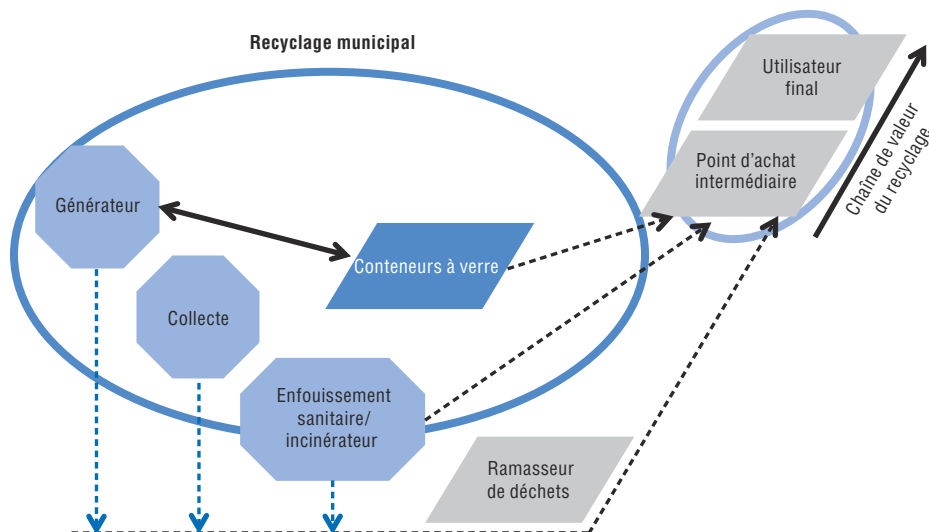 Recyclage municipal
Utilisateur
final
Point d'achat
intermédiaire
Chaîne de valeur
du recyclage
Générateur
Conteneurs à verre
Collecte
Enfouissement
sanitaire/
incinérateur
Ramasseur
de déchets